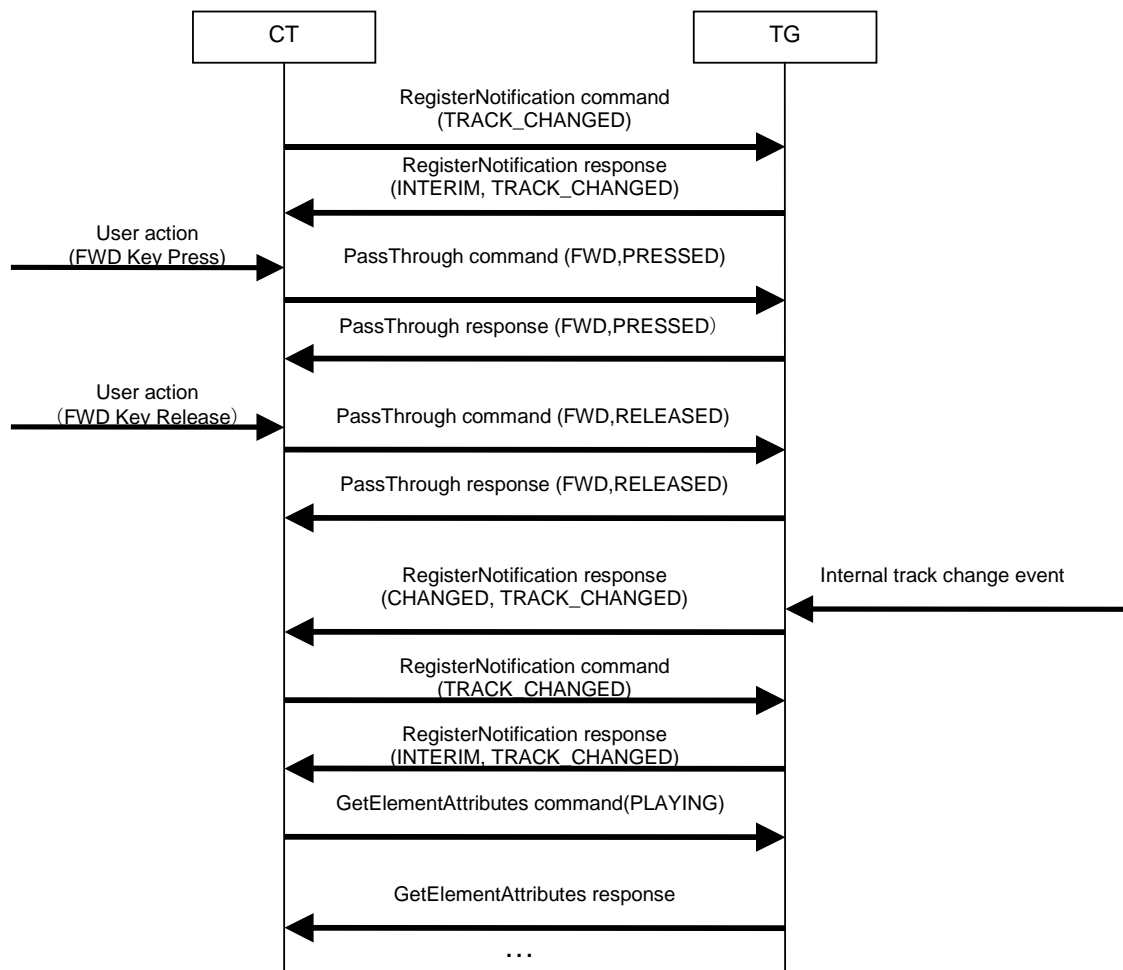 CT
TG
RegisterNotification command
(TRACK_CHANGED)
RegisterNotification response
(INTERIM, TRACK_CHANGED)
User action
(FWD Key Press)
PassThrough command (FWD,PRESSED)
PassThrough response (FWD,PRESSED）
User action
（FWD Key Release）
PassThrough command (FWD,RELEASED)
PassThrough response (FWD,RELEASED)
RegisterNotification response
(CHANGED, TRACK_CHANGED)
Internal track change event
RegisterNotification command
(TRACK_CHANGED)
RegisterNotification response
(INTERIM, TRACK_CHANGED)
GetElementAttributes command(PLAYING)
GetElementAttributes response
...